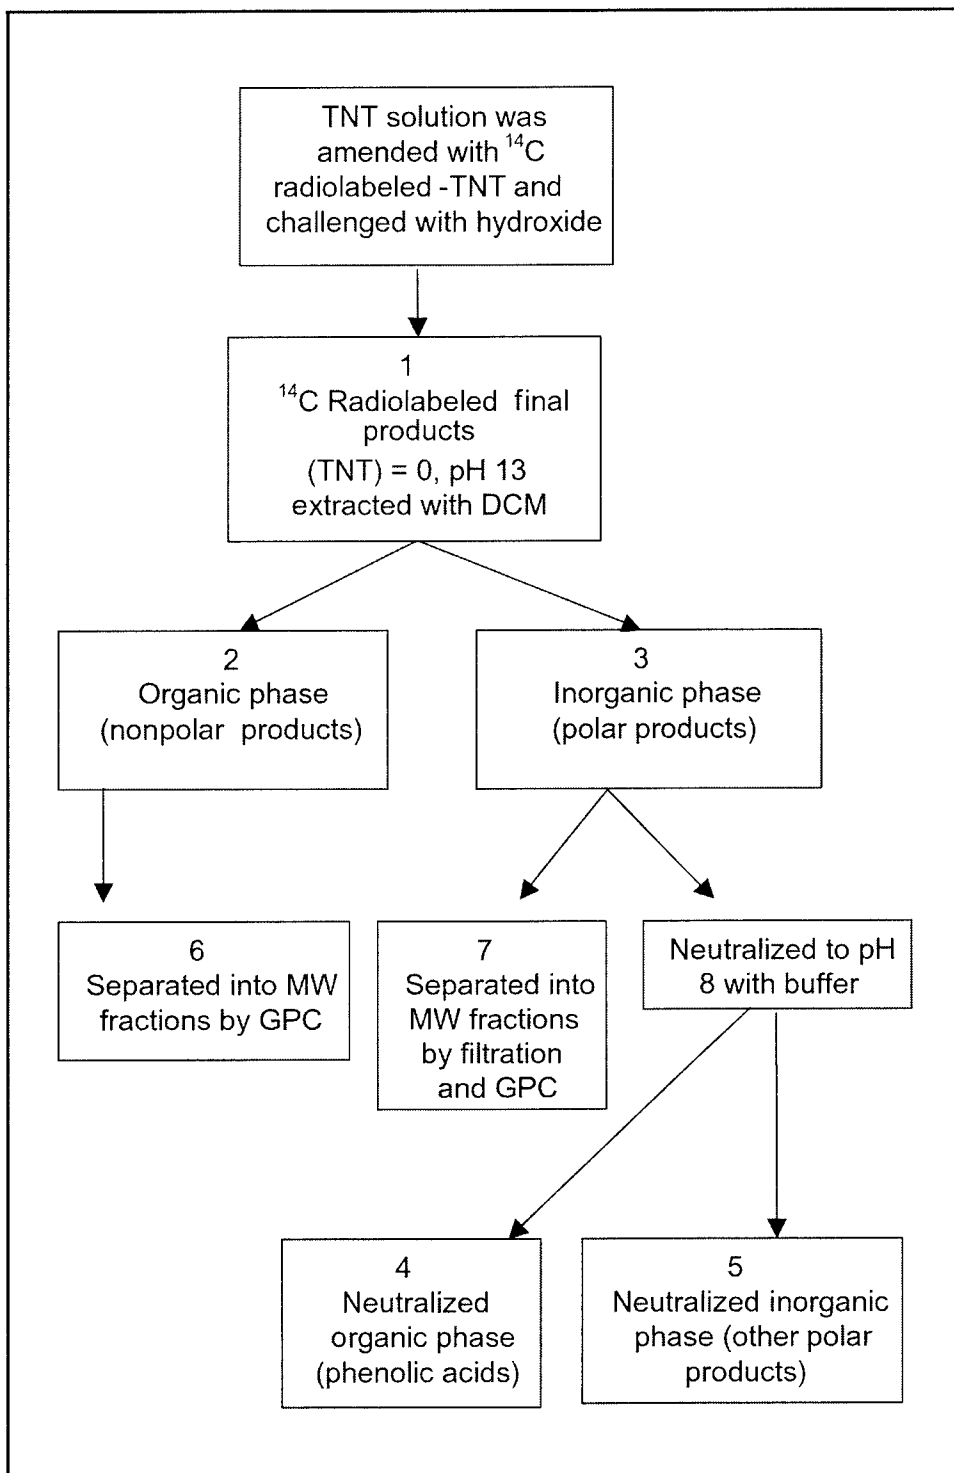 TNT solution was
amended with ¹⁴C
radiolabeled -TNT and
challenged with hydroxide
1
¹⁴C Radiolabeled final
products
(TNT) = 0, pH 13
extracted with DCM
2
Organic phase
(nonpolar products)
3
Inorganic phase
(polar products)
6
Separated into MW
fractions by GPC
7
Separated into
MW fractions
by filtration
and GPC
Neutralized to pH
8 with buffer
4
Neutralized
organic phase
(phenolic acids)
5
Neutralized inorganic
phase (other polar
products)